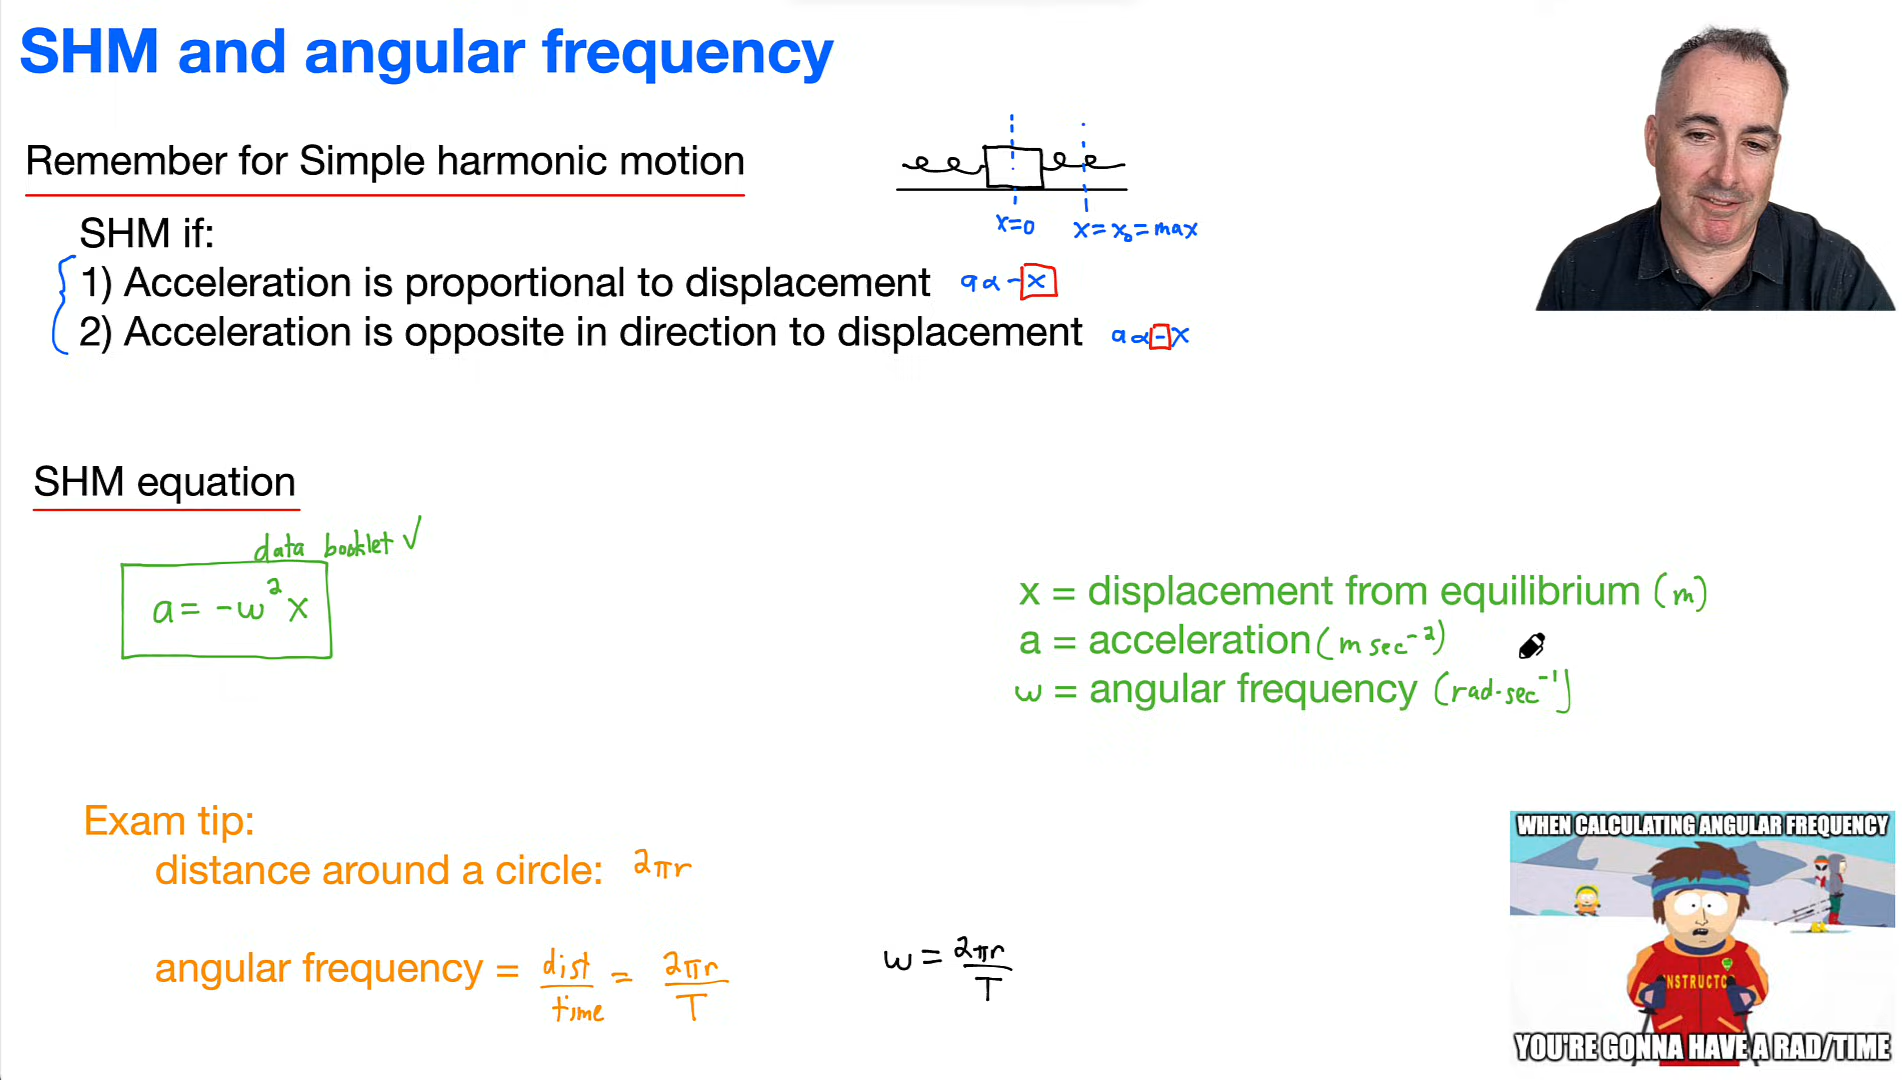 SHM and angular frequency
Remember for Simple harmonic motion
x=0
x=x₀=max
SHM if:
1) Acceleration is proportional to displacement a∝-x
2) Acceleration is opposite in direction to displacement a∝-x
SHM equation
data booklet ✓
a=-ω²x
x = displacement from equilibrium (m)
a = acceleration (m sec⁻²)
ω = angular frequency (rad·sec⁻¹)
Exam tip:
distance around a circle: 2πr
angular frequency = dist/time = 2πr/T
ω = 2πr/T
WHEN CALCULATING ANGULAR FREQUENCY
NSTRUCTO
YOU'RE GONNA HAVE A RAD/TIME